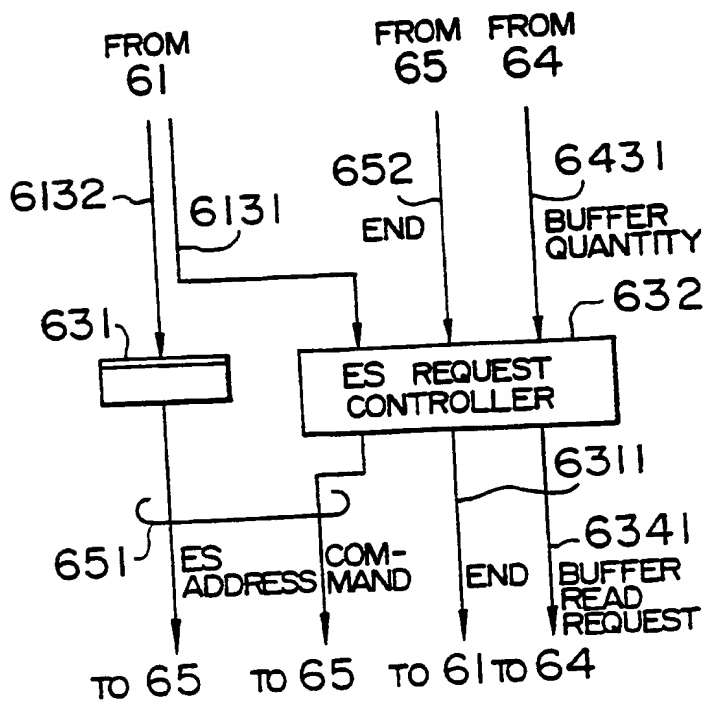 FROM
61
FROM
65
FROM
64
6132
6131
652
END
6431
BUFFER
QUANTITY
631
632
ES REQUEST
CONTROLLER
6311
6341
651
ES
ADDRESS
COM-
MAND
END
BUFFER
READ
REQUEST
TO 65
TO 65
TO 61
TO 64